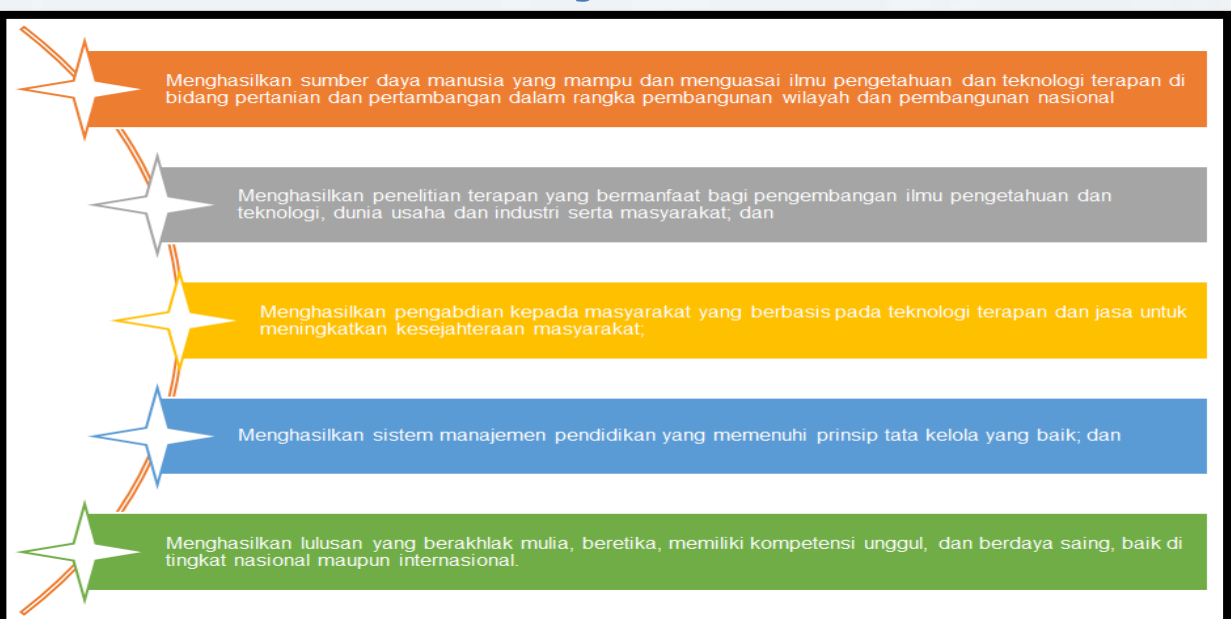 Menghasilkan sumber daya manusia yang mampu dan menguasai ilmu pengetahuan dan teknologi terapan di
bidang pertanian dan pertambangan dalam rangka pembangunan wilayah dan pembangunan nasional
Menghasilkan penelitian terapan yang bermanfaat bagi pengembangan ilmu pengetahuan dan
teknologi, dunia usaha dan industri serta masyarakat; dan
Menghasilkan pengabdian kepada masyarakat yang berbasis pada teknologi terapan dan jasa untuk
meningkatkan kesejahteraan masyarakat;
Menghasilkan sistem manajemen pendidikan yang memenuhi prinsip tata kelola yang baik; dan
Menghasilkan lulusan yang berakhlak mulia, beretika, memiliki kompetensi unggul, dan berdaya saing, baik di
tingkat nasional maupun internasional.